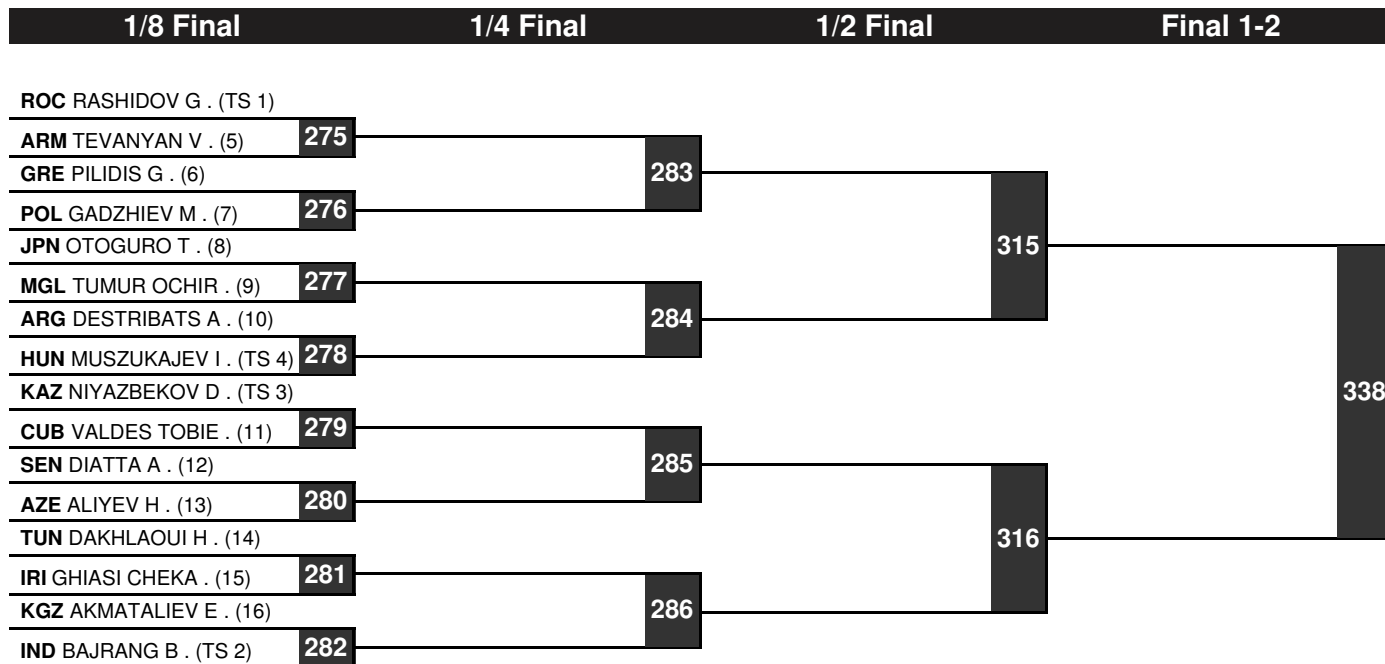 1/8 Final 1/4 Final 1/2 Final Final 1-2
ROC RASHIDOV G . (TS 1)
275
ARM TEVANYAN V . (5)
283
GRE PILIDIS G . (6)
276
POL GADZHIEV M . (7)
315
JPN OTOGURO T . (8)
277
MGL TUMUR OCHIR . (9)
284
ARG DESTRIBATS A . (10)
278
HUN MUSZUKAJEV I . (TS 4)
338
KAZ NIYAZBEKOV D . (TS 3)
279
CUB VALDES TOBIE . (11)
285
SEN DIATTA A . (12)
280
AZE ALIYEV H . (13)
316
TUN DAKHLAOUI H . (14)
281
IRI GHIASI CHEKA . (15)
286
KGZ AKMATALIEV E . (16)
282
IND BAJRANG B . (TS 2)